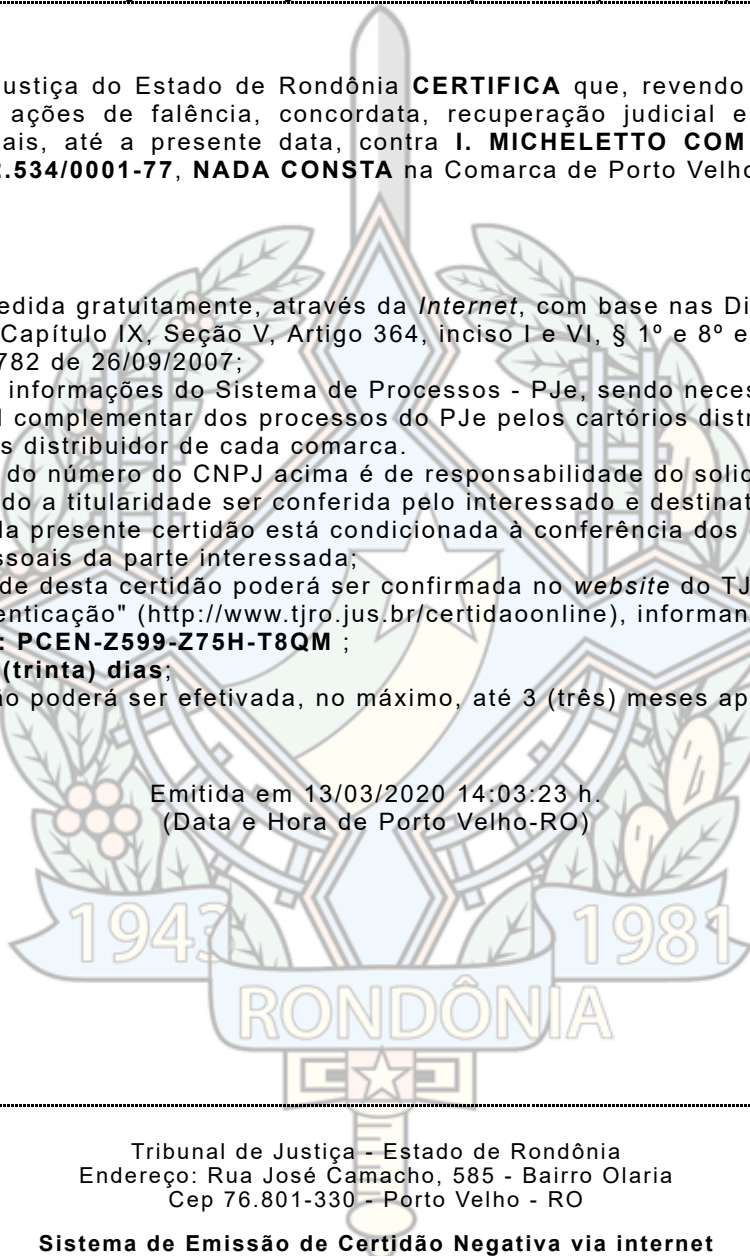 ustiça do Estado de Rondônia CERTIFICA que, revendo
ações de falência, concordata, recuperação judicial e
ais, até a presente data, contra I. MICHELETTO COM
.534/0001-77, NADA CONSTA na Comarca de Porto Velho
edida gratuitamente, através da Internet, com base nas Di
Capítulo IX, Seção V, Artigo 364, inciso I e VI, § 1º e 8º e
782 de 26/09/2007;
informações do Sistema de Processos - PJe, sendo neces
l complementar dos processos do PJe pelos cartórios distr
s distribuidor de cada comarca.
do número do CNPJ acima é de responsabilidade do solic
do a titularidade ser conferida pelo interessado e destinat
da presente certidão está condicionada à conferência dos
ssoais da parte interessada;
de desta certidão poderá ser confirmada no website do TJ
enticação" (http://www.tjro.jus.br/certidaoonline), informan
: PCEN-Z599-Z75H-T8QM ;
(trinta) dias;
ão poderá ser efetivada, no máximo, até 3 (três) meses ap
Emitida em 13/03/2020 14:03:23 h.
(Data e Hora de Porto Velho-RO)
1943 1981
RONDÔNIA
Tribunal de Justiça - Estado de Rondônia
Endereço: Rua José Camacho, 585 - Bairro Olaria
Cep 76.801-330 - Porto Velho - RO
Sistema de Emissão de Certidão Negativa via internet